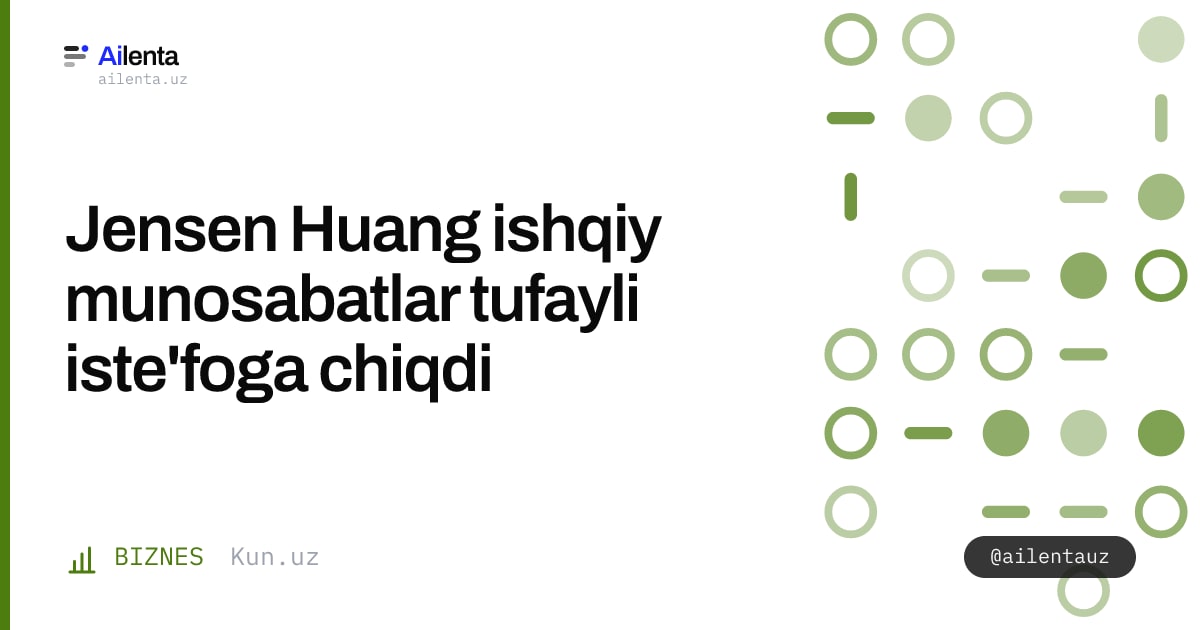 Ailenta
ailenta.uz
Jensen Huang ishqiy
munosabatlar tufayli
iste'foga chiqdi
BIZNES Kun.uz
@ailentauz